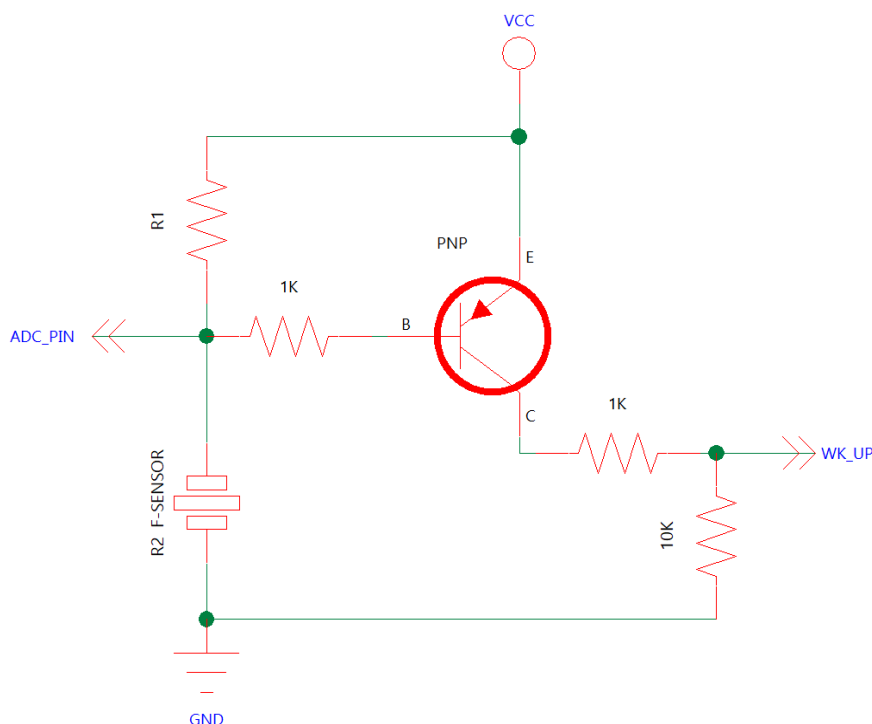 VCC
R1
PNP
E
1K
B
ADC_PIN
C
1K
WK_UP
R2 F-SENSOR
10K
GND